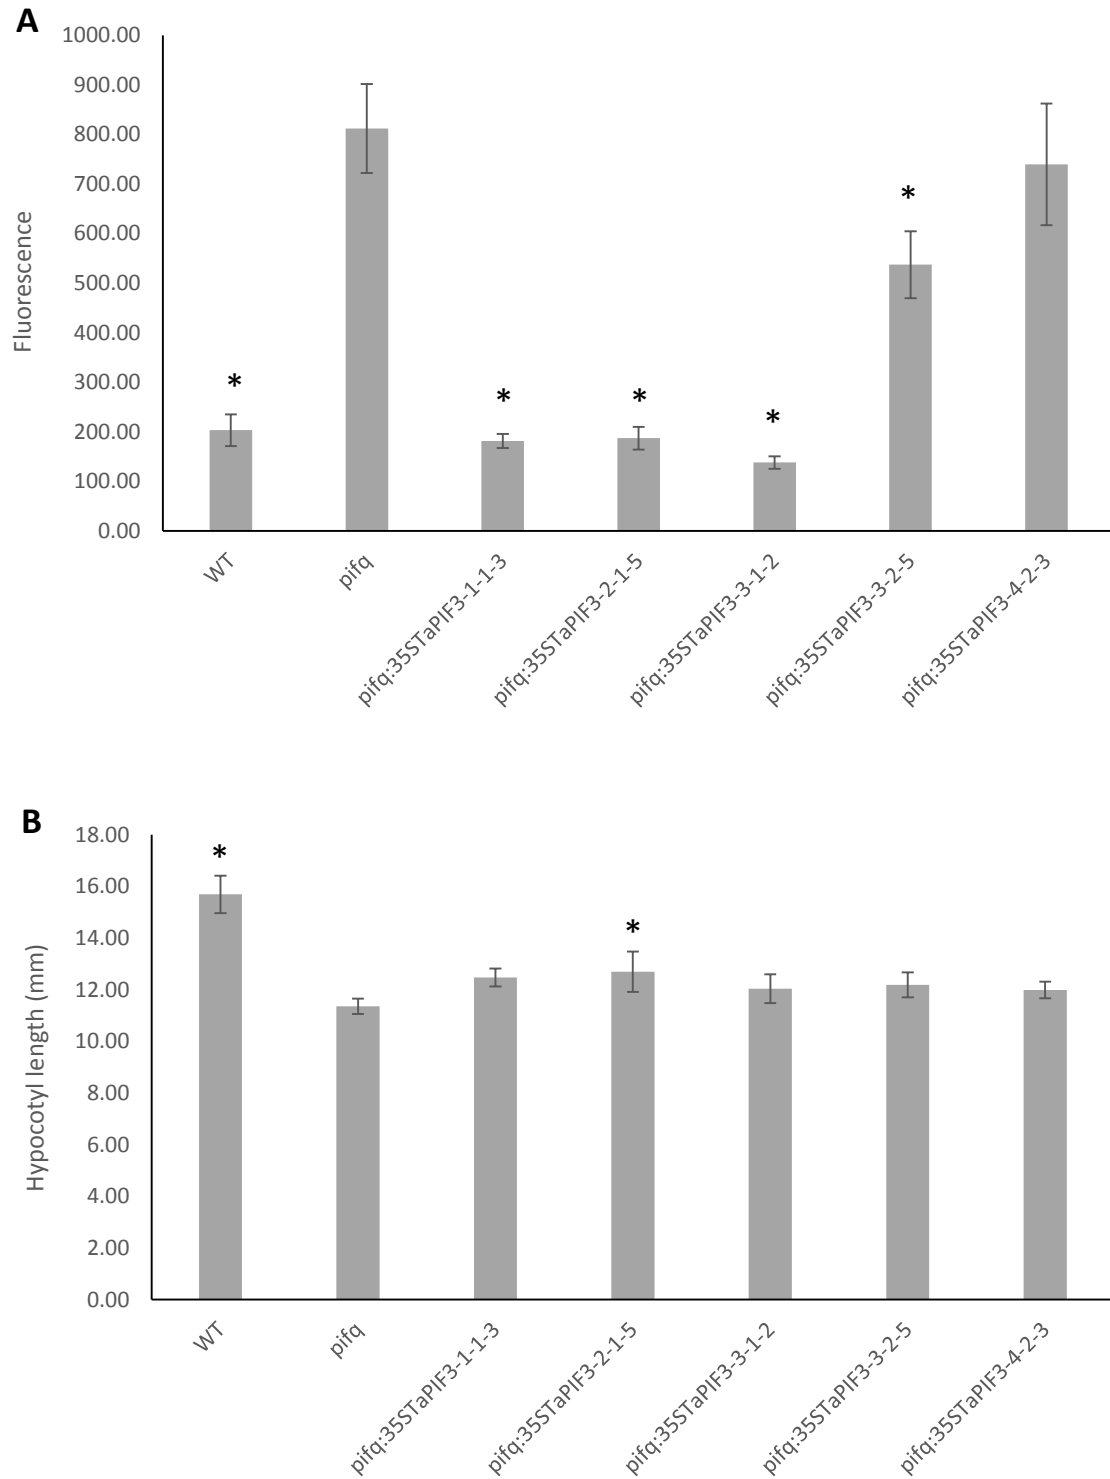 A
1000.00
900.00
800.00
700.00
600.00
500.00
400.00
300.00
200.00
100.00
0.00
Fluorescence
*
*
*
*
*
WT
pifq
pifq:35STaPIF3-1-1-3
pifq:35STaPIF3-2-1-5
pifq:35STaPIF3-3-1-2
pifq:35STaPIF3-3-2-5
pifq:35STaPIF3-4-2-3
B
18.00
16.00
14.00
12.00
10.00
8.00
6.00
4.00
2.00
0.00
Hypocotyl length (mm)
*
*
WT
pifq
pifq:35STaPIF3-1-1-3
pifq:35STaPIF3-2-1-5
pifq:35STaPIF3-3-1-2
pifq:35STaPIF3-3-2-5
pifq:35STaPIF3-4-2-3